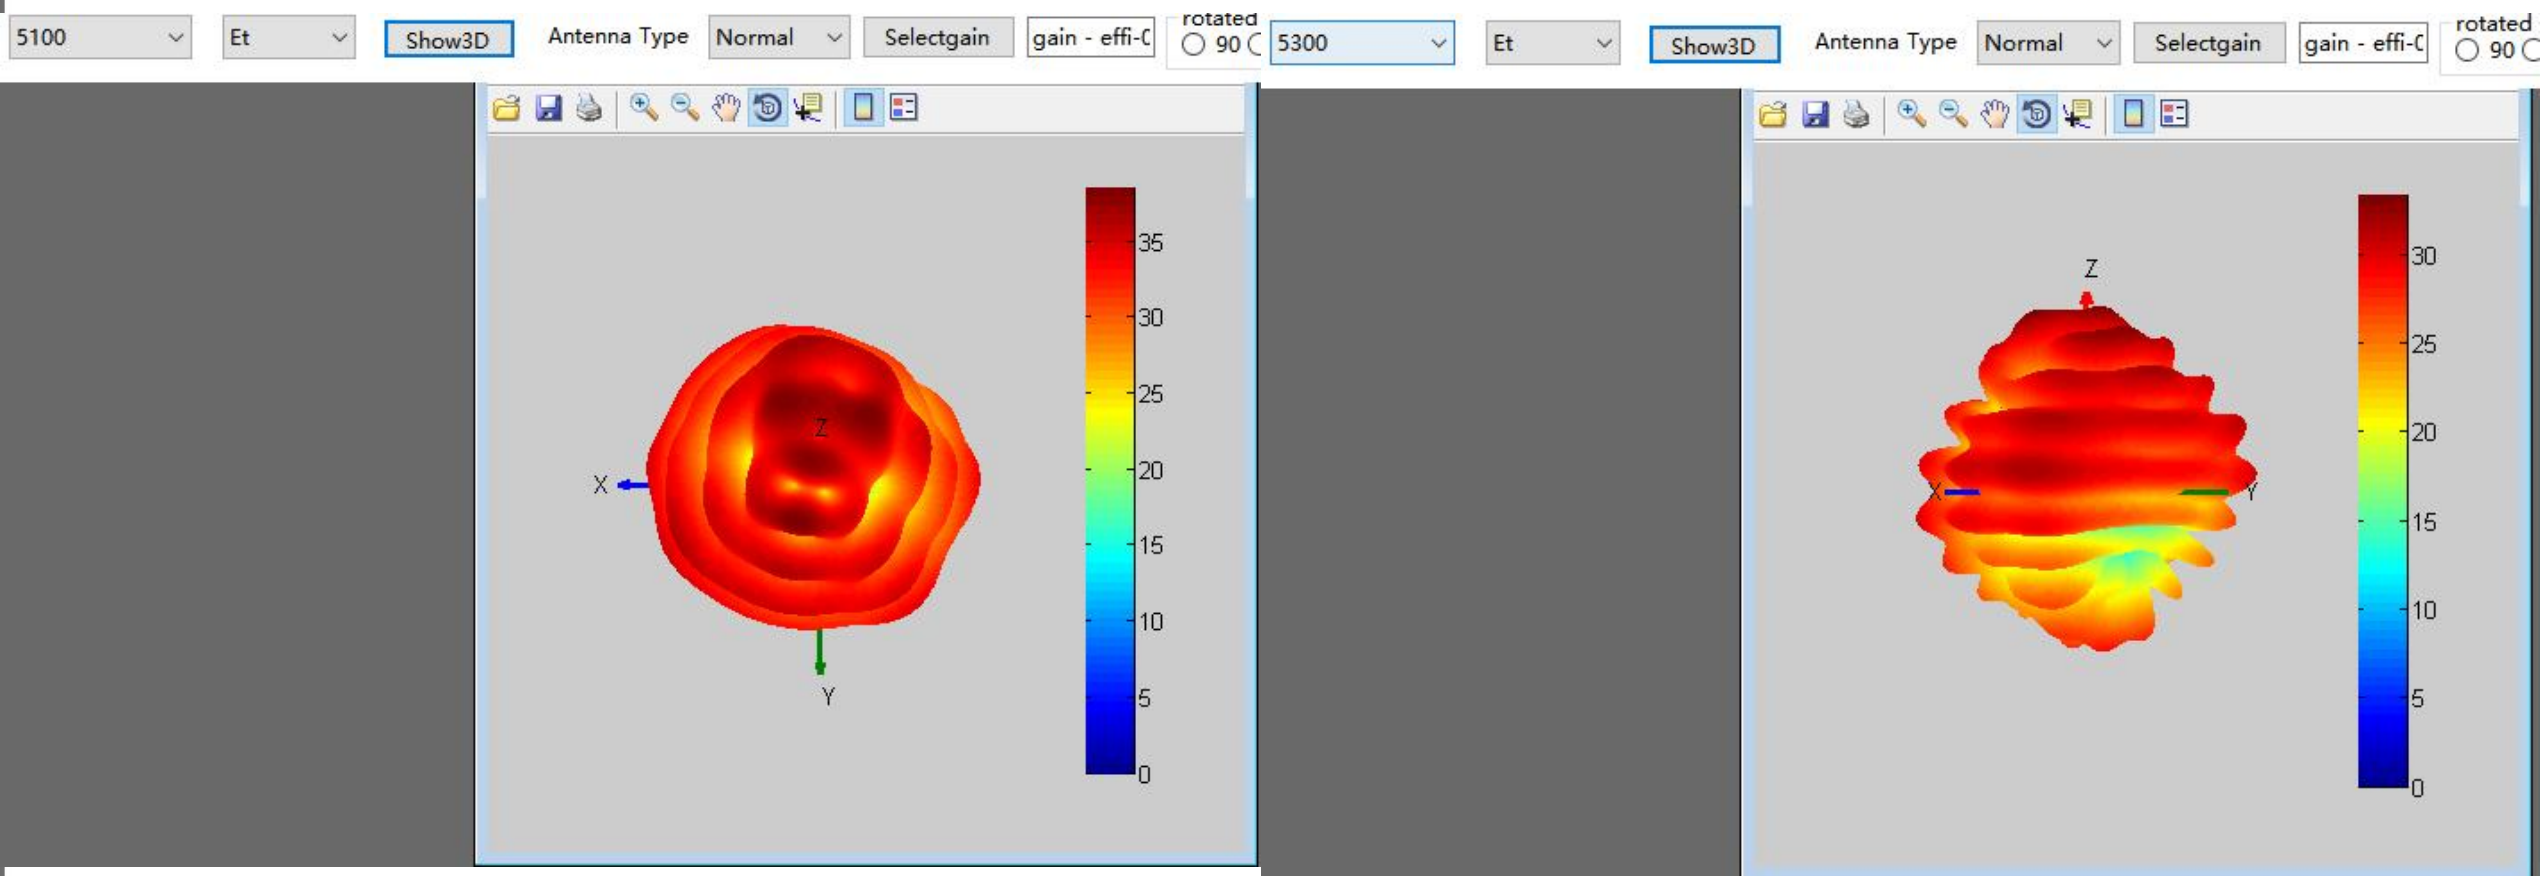 5100 Et Show3D Antenna Type Normal Selectgain gain - effi- rotated 90
X
Y
Z
35
30
25
20
15
10
5
0
5300 Et Show3D Antenna Type Normal Selectgain gain - effi- rotated 90
Z
X
Y
30
25
20
15
10
5
0